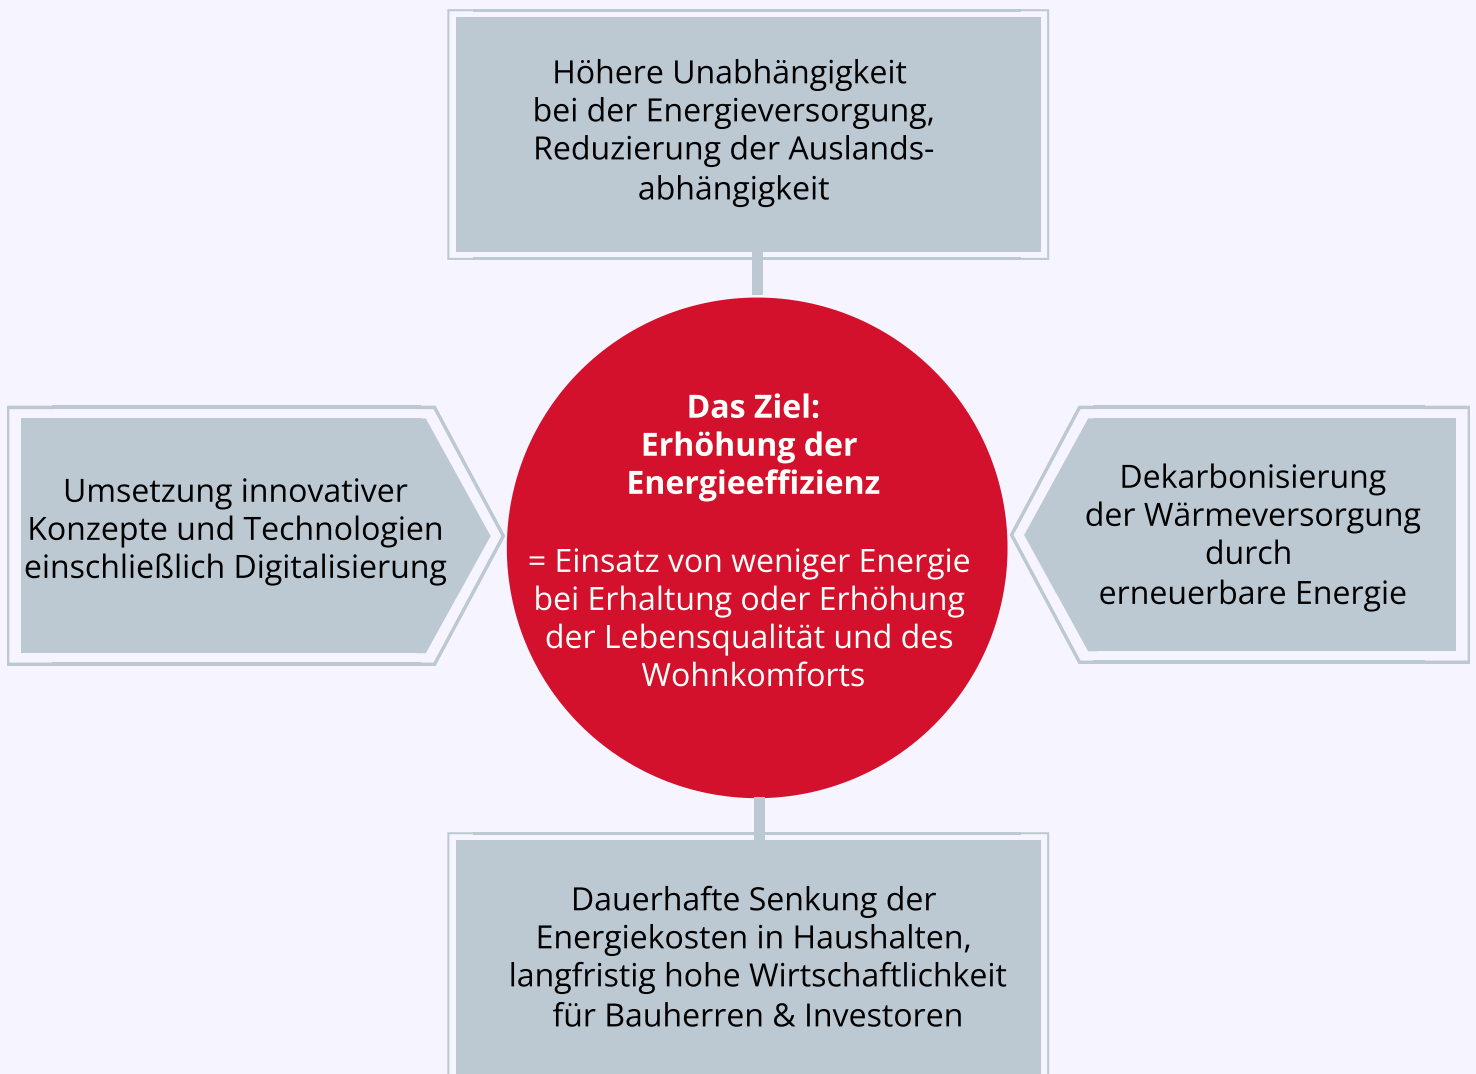 Höhere Unabhängigkeit
bei der Energieversorgung,
Reduzierung der Auslands-
abhängigkeit
Umsetzung innovativer
Konzepte und Technologien
einschließlich Digitalisierung
Das Ziel:
Erhöhung der
Energieeffizienz
= Einsatz von weniger Energie
bei Erhaltung oder Erhöhung
der Lebensqualität und des
Wohnkomforts
Dekarbonisierung
der Wärmeversorgung
durch
erneuerbare Energie
Dauerhafte Senkung der
Energiekosten in Haushalten,
langfristig hohe Wirtschaftlichkeit
für Bauherren & Investoren